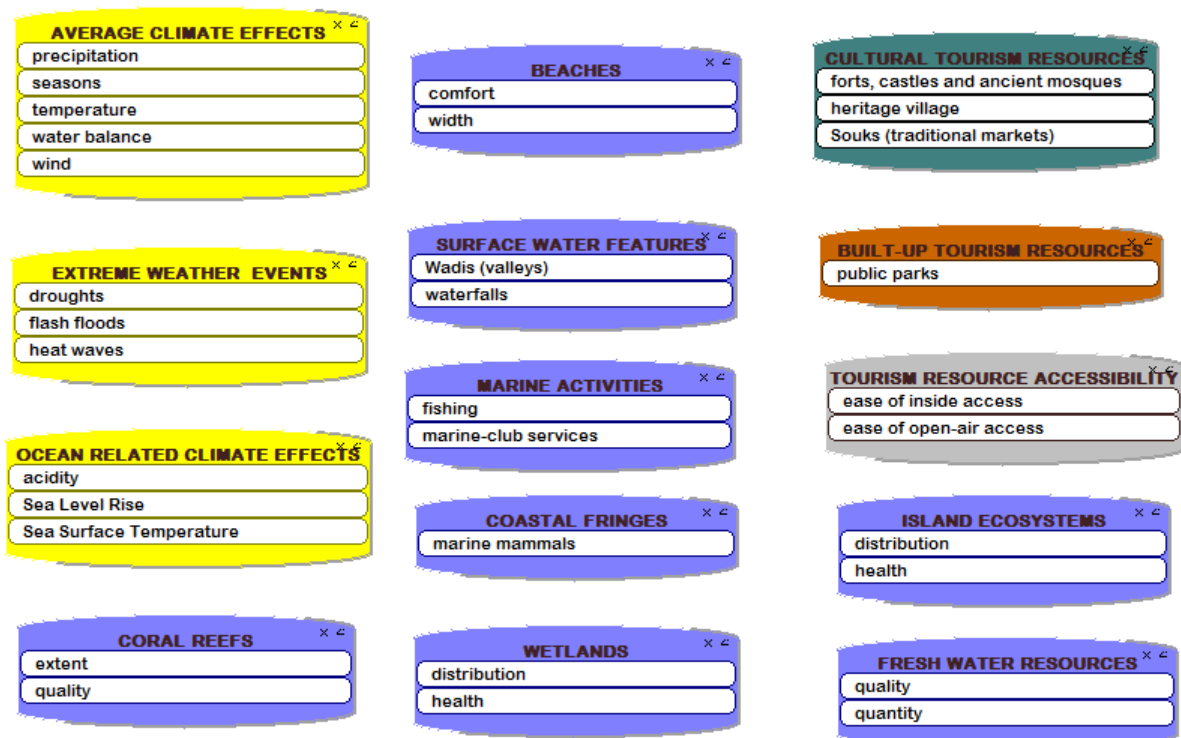 AVERAGE CLIMATE EFFECTS
precipitation
seasons
temperature
water balance
wind
EXTREME WEATHER EVENTS
droughts
flash floods
heat waves
OCEAN RELATED CLIMATE EFFECTS
acidity
Sea Level Rise
Sea Surface Temperature
CORAL REEFS
extent
quality
BEACHES
comfort
width
SURFACE WATER FEATURES
Wadis (valleys)
waterfalls
MARINE ACTIVITIES
fishing
marine-club services
COASTAL FRINGES
marine mammals
WETLANDS
distribution
health
CULTURAL TOURISM RESOURCES
forts, castles and ancient mosques
heritage village
Souks (traditional markets)
BUILT-UP TOURISM RESOURCES
public parks
TOURISM RESOURCE ACCESSIBILITY
ease of inside access
ease of open-air access
ISLAND ECOSYSTEMS
distribution
health
FRESH WATER RESOURCES
quality
quantity